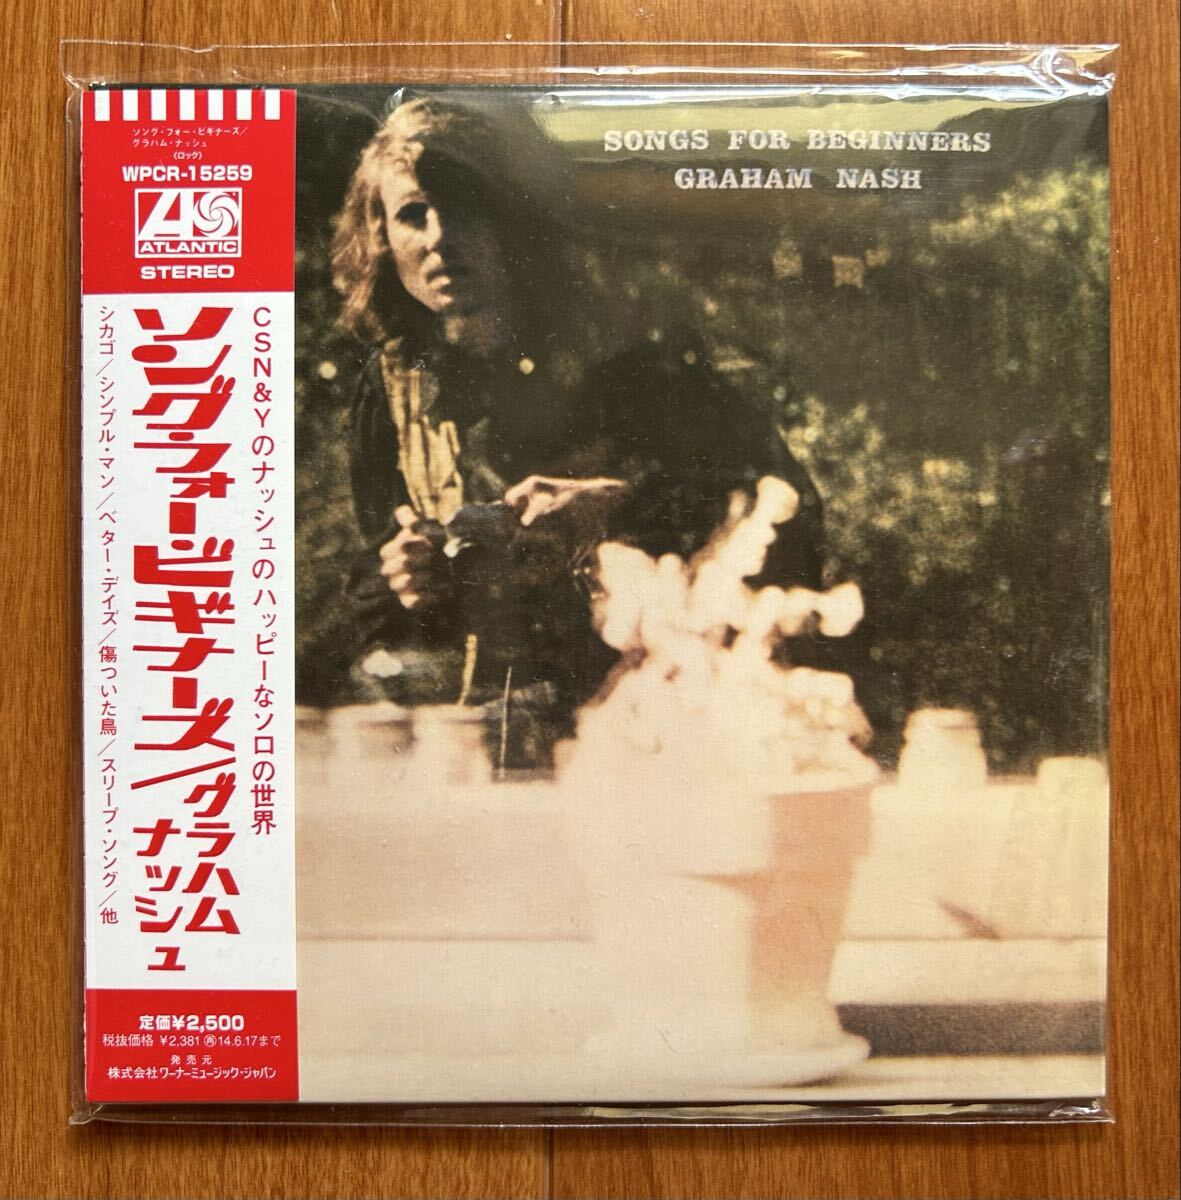 ソング・フォー・ビギナーズ/
グラハム・ナッシュ
〈ロック〉
WPCR-15259
ATLANTIC
STEREO
CSN&Yのナッシュのハッピーなソロの世界
ソング・フォー・ビギナーズ/グラハム
ナッシュ
シカゴ/シンプル・マン/ベター・デイズ/傷ついた鳥/スリープ・ソング/他
定価¥2,500
税抜価格 ¥2,381 ㋐14.6.17まで
発売元
株式会社ワーナーミュージック・ジャパン
SONGS FOR BEGINNERS
GRAHAM NASH